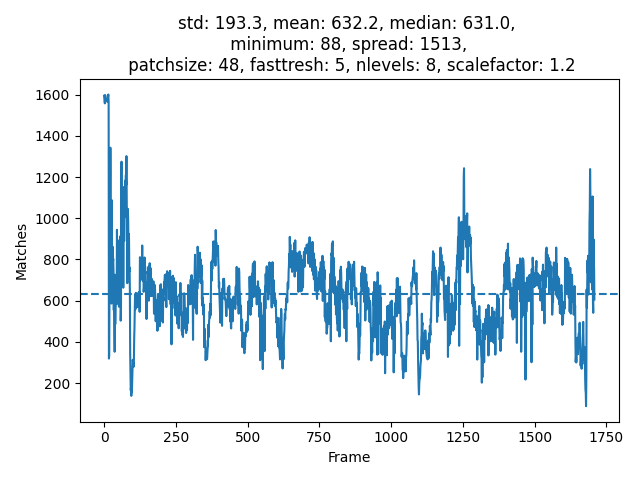 std: 193.3, mean: 632.2, median: 631.0,
minimum: 88, spread: 1513,
patchsize: 48, fasttresh: 5, nlevels: 8, scalefactor: 1.2
1600
1400
1200
1000
800
600
400
200
Matches
0 250 500 750 1000 1250 1500 1750
Frame